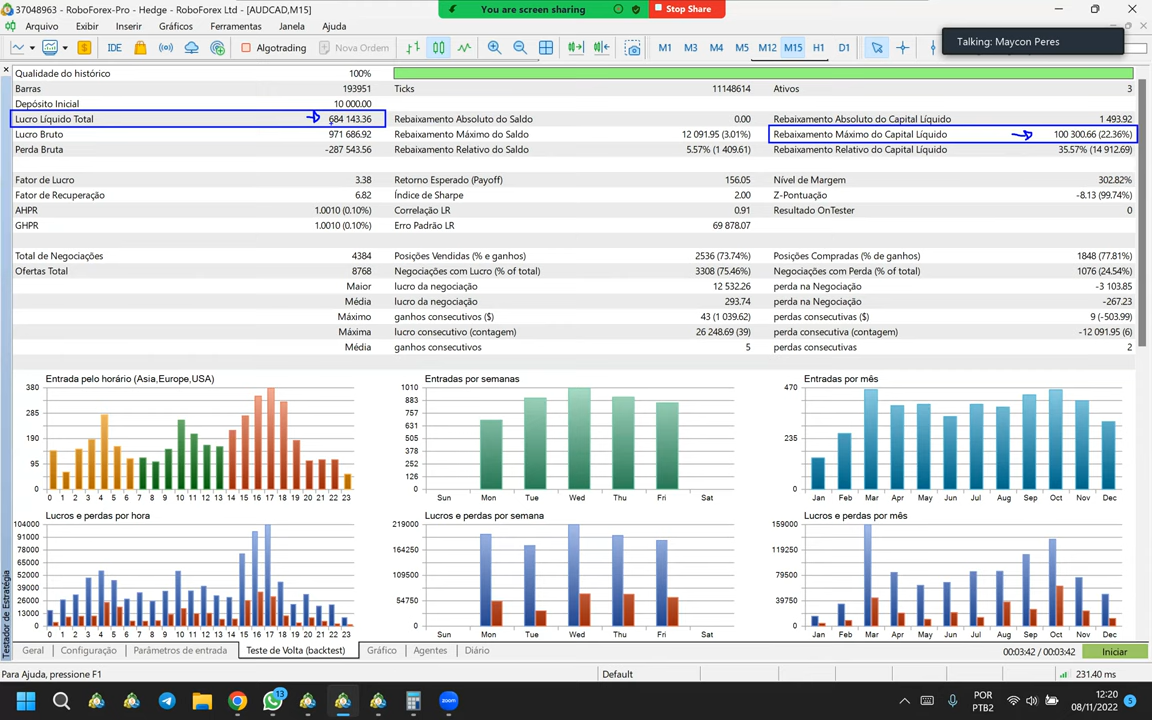 37048963 - RoboForex-Pro - Hedge - RoboForex Ltd - [AUDCAD,M15]
You are screen sharing
Stop Share
Arquivo Exibir Inserir Gráficos Ferramentas Janela Ajuda
Talking: Maycon Peres
IDE Algotrading Nova Ordem M1 M3 M4 M5 M12 M15 H1 D1
Qualidade do histórico 100%
Barras 193951 Ticks 11148614 Ativos 3
Depósito Inicial 10 000.00
Lucro Líquido Total 684 143.36 Rebaixamento Absoluto do Saldo 0.00 Rebaixamento Absoluto do Capital Líquido 1 493.92
Lucro Bruto 971 686.92 Rebaixamento Máximo do Saldo 12 091.95 (3.01%) Rebaixamento Máximo do Capital Líquido 100 300.66 (22.36%)
Perda Bruta -287 543.56 Rebaixamento Relativo do Saldo 5.57% (1 409.61) Rebaixamento Relativo do Capital Líquido 35.57% (14 912.69)
Fator de Lucro 3.38 Retorno Esperado (Payoff) 156.05 Nível de Margem 302.82%
Fator de Recuperação 6.82 Índice de Sharpe 2.00 Z-Pontuação -8.13 (99.74%)
AHPR 1.0010 (0.10%) Correlação LR 0.91 Resultado OnTester 0
GHPR 1.0010 (0.10%) Erro Padrão LR 69 878.07
Total de Negociações 4384 Posições Vendidas (% e ganhos) 2536 (73.74%) Posições Compradas (% de ganhos) 1848 (77.81%)
Ofertas Total 8768 Negociações com Lucro (% of total) 3308 (75.46%) Negociações com Perda (% of total) 1076 (24.54%)
Maior lucro da negociação 12 532.26 perda na Negociação -3 103.85
Média lucro da negociação 293.74 perda na Negociação -267.23
Máximo ganhos consecutivos ($) 43 (1 039.62) perdas consecutivas ($) 9 (-503.99)
Máxima lucro consecutivo (contagem) 26 248.69 (39) perda consecutiva (contagem) -12 091.95 (6)
Média ganhos consecutivos 5 perdas consecutivas 2
Entrada pelo horário (Asia,Europe,USA)
380
285
190
95
0
0 1 2 3 4 5 6 7 8 9 10 11 12 13 14 15 16 17 18 19 20 21 22 23
Entradas por semanas
1010
883
757
631
505
378
252
126
0
Sun Mon Tue Wed Thu Fri Sat
Entradas por mês
470
235
0
Jan Feb Mar Apr May Jun Jul Aug Sep Oct Nov Dec
Lucros e perdas por hora
104000
91000
78000
65000
52000
39000
26000
13000
0
0 1 2 3 4 5 6 7 8 9 10 11 12 13 14 15 16 17 18 19 20 21 22 23
Lucros e perdas por semana
219000
164250
109500
54750
0
Sun Mon Tue Wed Thu Fri Sat
Lucros e perdas por mês
159000
119250
79500
39750
0
Jan Feb Mar Apr May Jun Jul Aug Sep Oct Nov Dec
Testador de Estratégia
Geral Configuração Parâmetros de entrada Teste de Volta (backtest) Gráfico Agentes Diário 00:03:42 / 00:03:42 Iniciar
Para Ajuda, pressione F1 Default 231.40 ms
13
zoom
POR
PTB2
12:20
08/11/2022
5